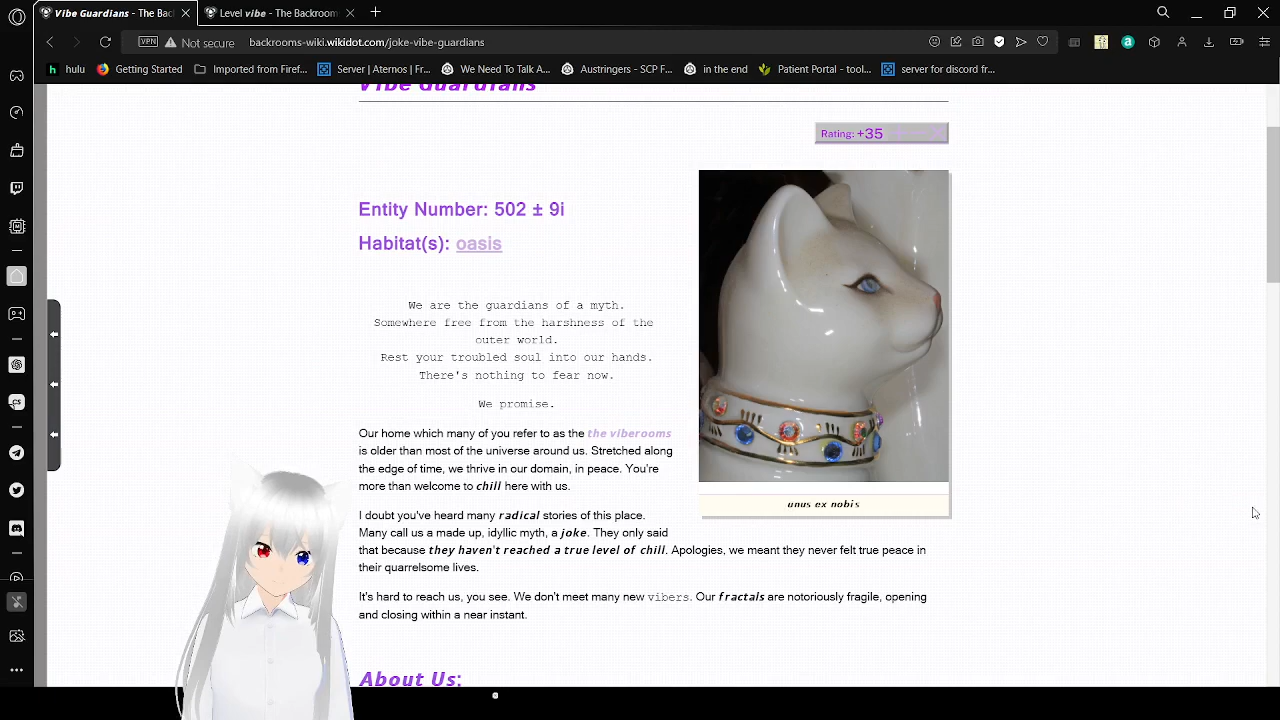 Vibe Guardians - The Bac
Level vibe - The Backroom
VPN
Not secure
backrooms-wiki.wikidot.com/joke-vibe-guardians
hulu
Getting Started
Imported from Firef...
Server | Aternos | Fr...
We Need To Talk A...
Austringers - SCP F...
in the end
Patient Portal - tool...
server for discord fr...
Vibe Guardians
Rating: +35
Entity Number: 502 ± 9i
Habitat(s): oasis
We are the guardians of a myth.
Somewhere free from the harshness of the
outer world.
Rest your troubled soul into our hands.
There's nothing to fear now.
We promise.
Our home which many of you refer to as the the viberooms
is older than most of the universe around us. Stretched along
the edge of time, we thrive in our domain, in peace. You're
more than welcome to chill here with us.
unus ex nobis
I doubt you've heard many radical stories of this place.
Many call us a made up, idyllic myth, a joke. They only said
that because they haven't reached a true level of chill. Apologies, we meant they never felt true peace in
their quarrelsome lives.
It's hard to reach us, you see. We don't meet many new vibers. Our fractals are notoriously fragile, opening
and closing within a near instant.
About Us: